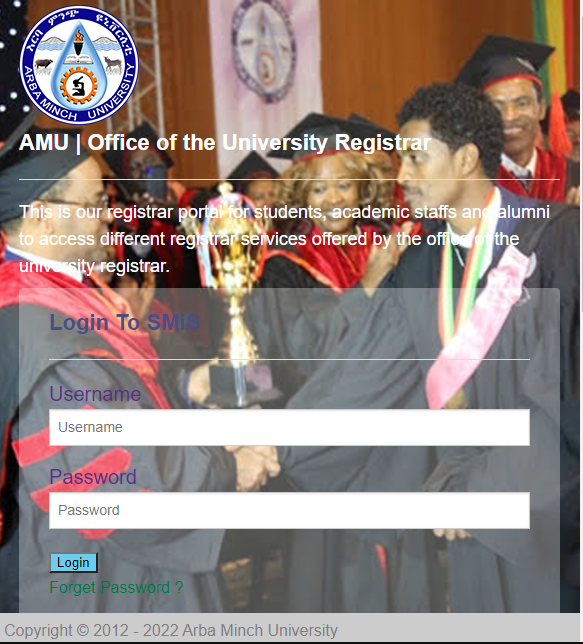 አርባ ምንጭ ዩኒቨርሲቲ
ARBA MINCH UNIVERSITY
AMU | Office of the University Registrar
This is our registrar portal for students, academic staffs and alumni
to access different registrar services offered by the office of the
university registrar.
Login To SMIS
Username
Username
Password
Password
Login
Forget Password ?
Copyright © 2012 - 2022 Arba Minch University